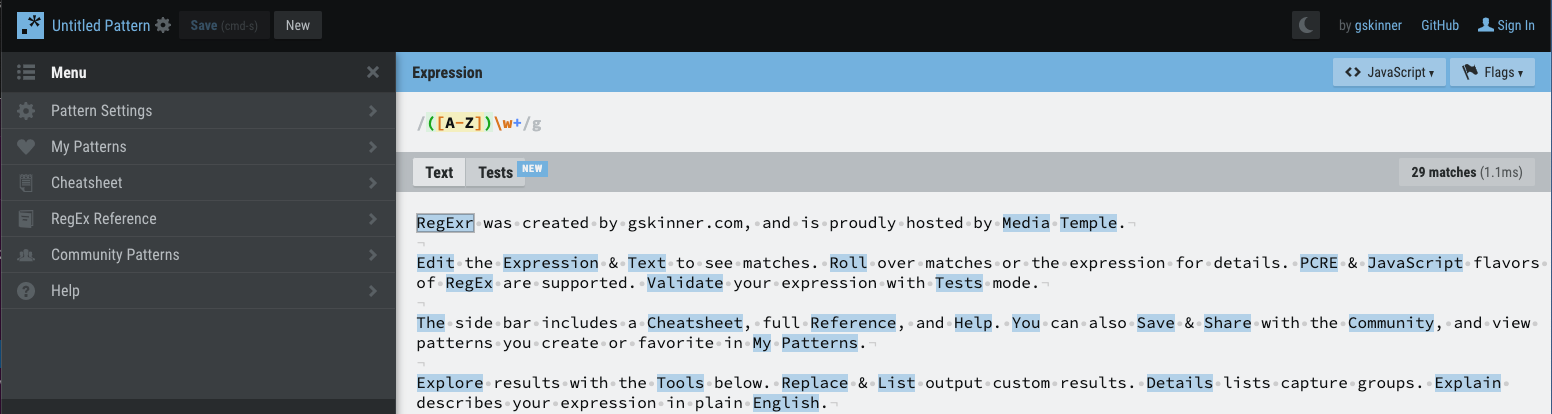 .* Untitled Pattern Save (cmd-s) New by gskinner GitHub Sign In
Menu
Pattern Settings
My Patterns
Cheatsheet
RegEx Reference
Community Patterns
Help
Expression <> JavaScript Flags
/([A-Z])\w+/g
Text Tests NEW 29 matches (1.1ms)
RegExr was created by gskinner.com, and is proudly hosted by Media Temple.
Edit the Expression & Text to see matches. Roll over matches or the expression for details. PCRE & JavaScript flavors
of RegEx are supported. Validate your expression with Tests mode.
The side bar includes a Cheatsheet, full Reference, and Help. You can also Save & Share with the Community, and view
patterns you create or favorite in My Patterns.
Explore results with the Tools below. Replace & List output custom results. Details lists capture groups. Explain
describes your expression in plain English.